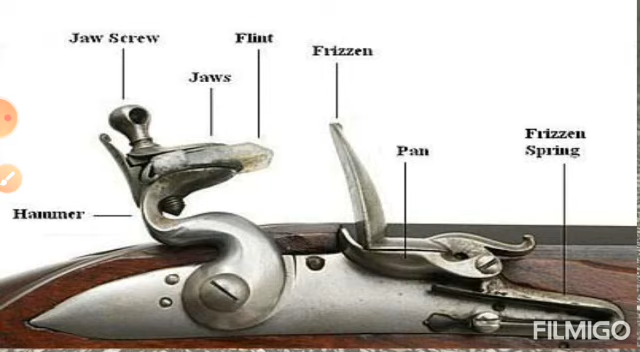 Jaw Screw
Flint
Frizzen
Jaws
Pan
Frizzen
Spring
Hammer
FILMIGO